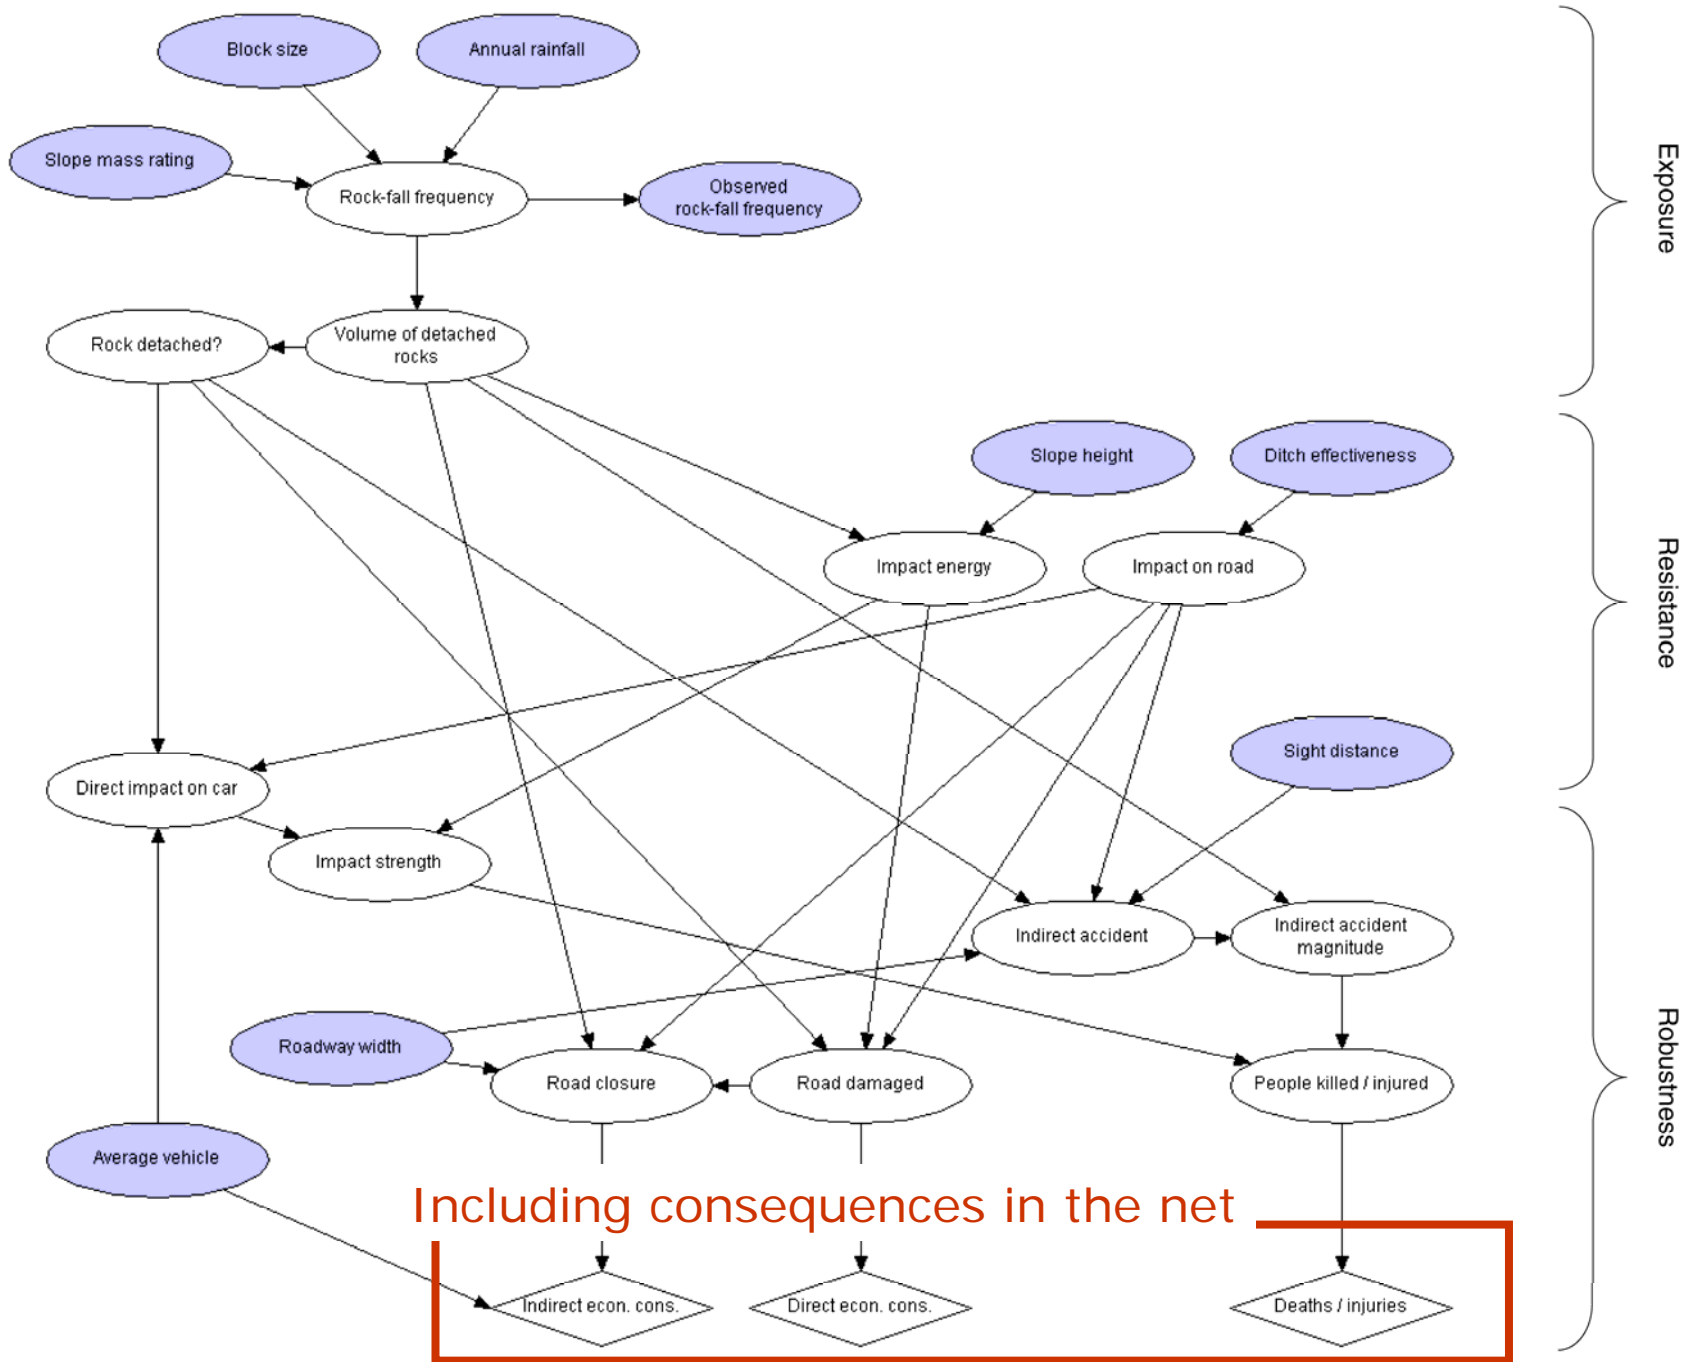 Block size
Annual rainfall
Slope mass rating
Rock-fall frequency
Observed
rock-fall frequency
Exposure
Rock detached?
Volume of detached
rocks
Slope height
Ditch effectiveness
Impact energy
Impact on road
Resistance
Sight distance
Direct impact on car
Impact strength
Indirect accident
Indirect accident
magnitude
Roadway width
Road closure
Road damaged
People killed / injured
Robustness
Average vehicle
Including consequences in the net
Indirect econ. cons.
Direct econ. cons.
Deaths / injuries